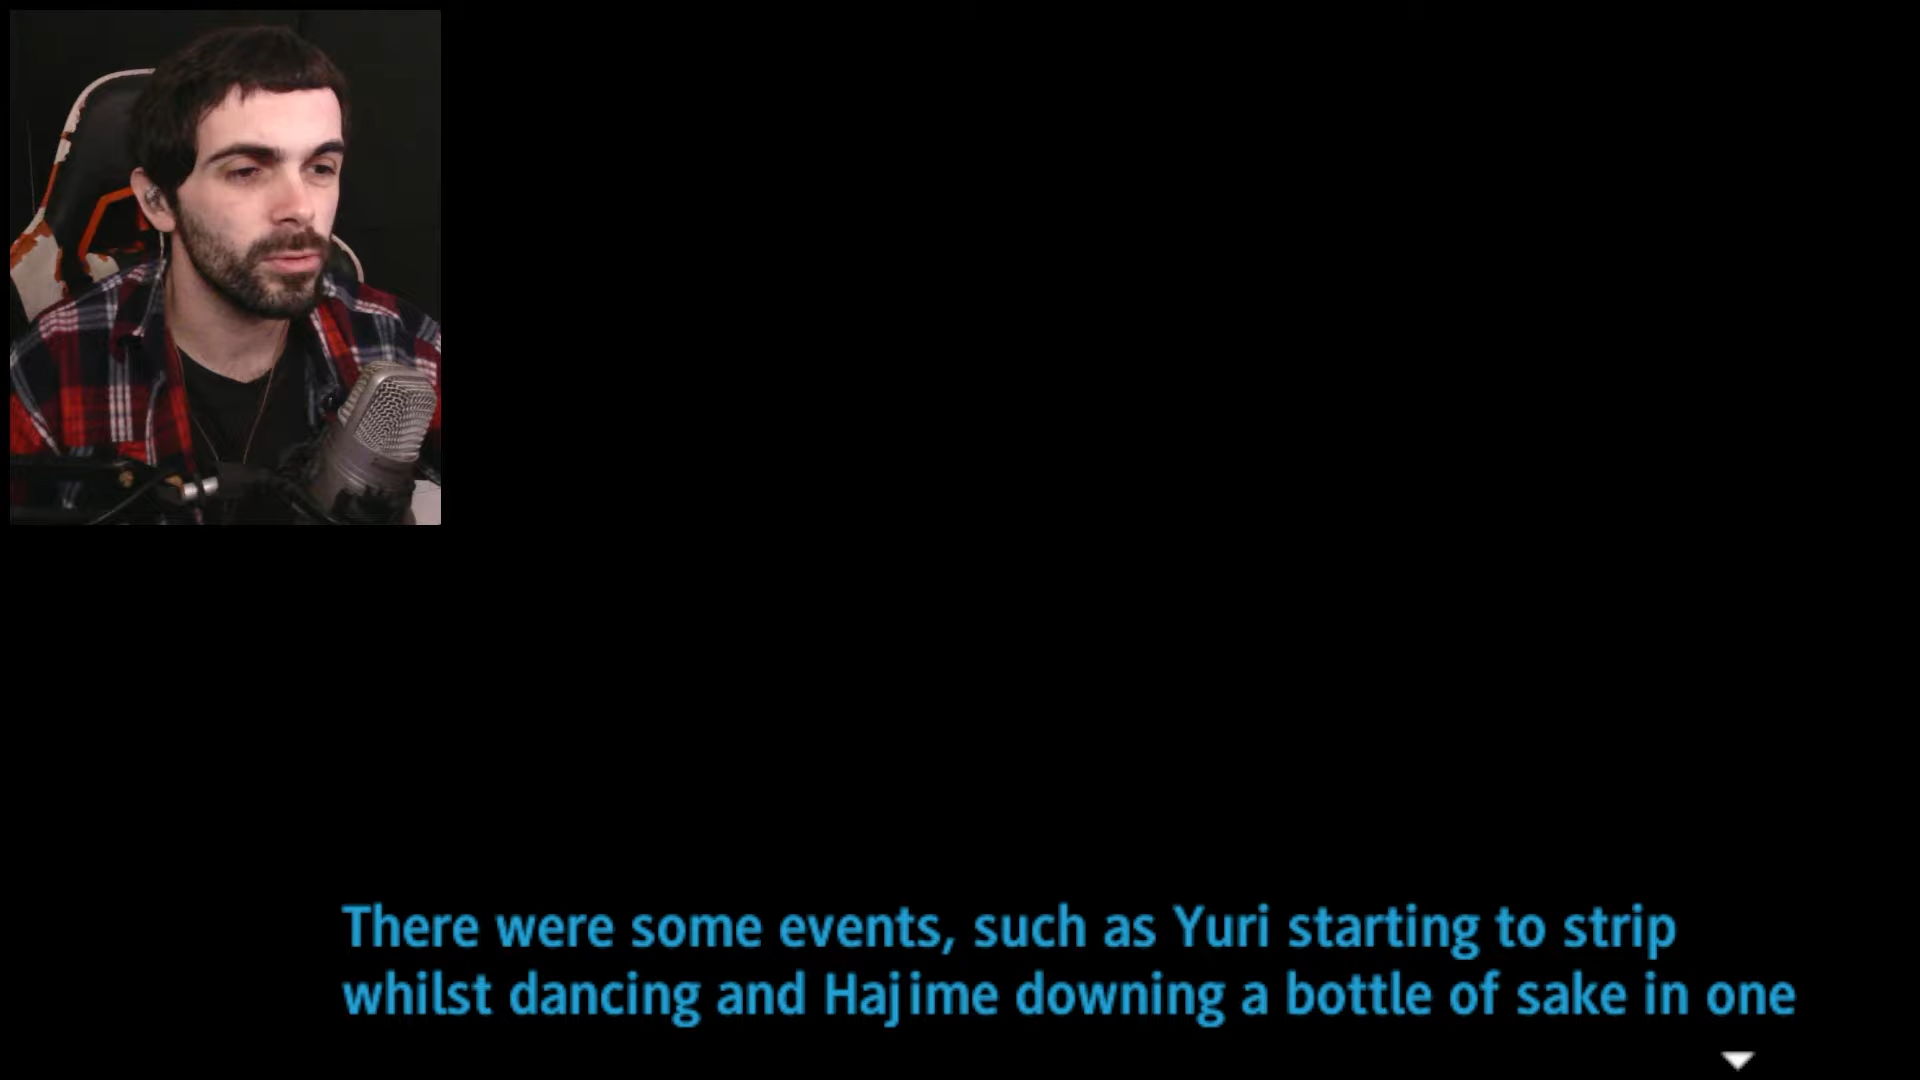 There were some events, such as Yuri starting to strip
whilst dancing and Hajime downing a bottle of sake in one